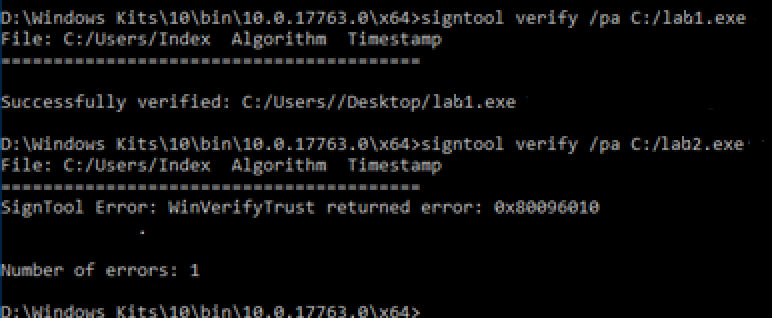 D:\Windows Kits\10\bin\10.0.17763.0\x64>signtool verify /pa C:/lab1.exe
File: C:/Users/Index  Algorithm  Timestamp
========================================
Successfully verified: C:/Users//Desktop/lab1.exe
D:\Windows Kits\10\bin\10.0.17763.0\x64>signtool verify /pa C:/lab2.exe
File: C:/Users/Index  Algorithm  Timestamp
========================================
SignTool Error: WinVerifyTrust returned error: 0x80096010
Number of errors: 1
D:\Windows Kits\10\bin\10.0.17763.0\x64>